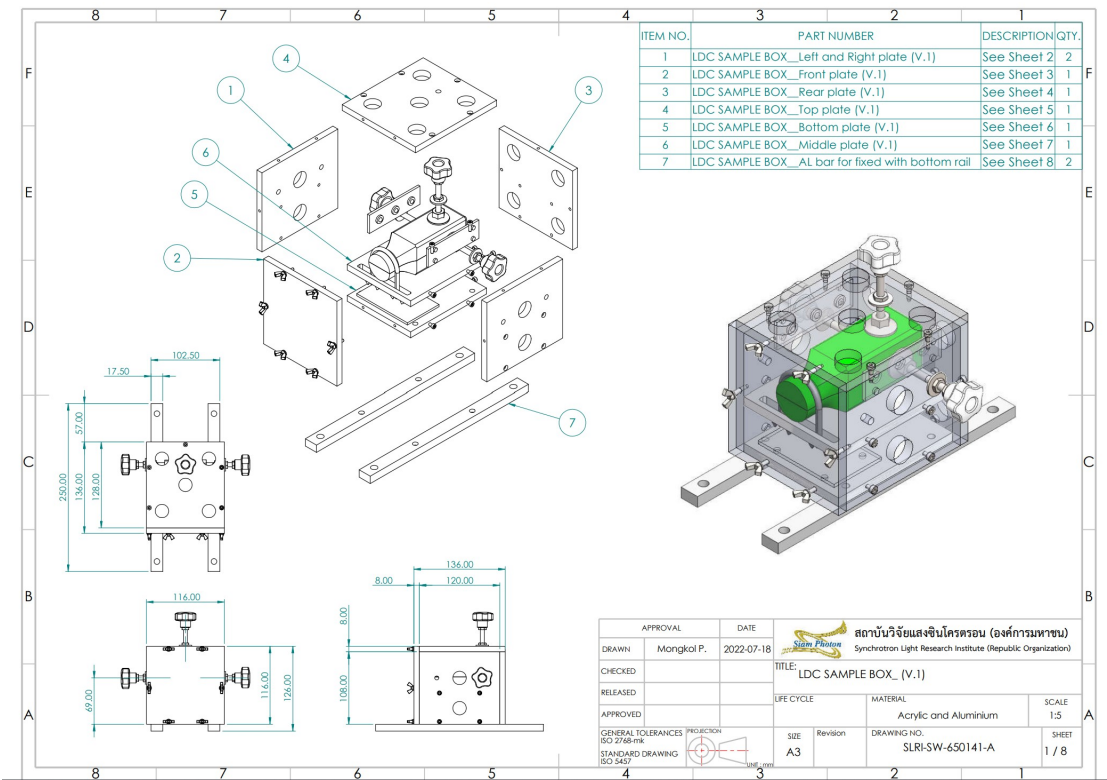 8 7 6 5 4 3 2 1
F
E
D
C
B
A
F
E
D
C
B
A
8 7 6 5 4 3 2 1
ITEM NO. PART NUMBER DESCRIPTION QTY.
1 LDC SAMPLE BOX__Left and Right plate (V.1) See Sheet 2 2
2 LDC SAMPLE BOX__Front plate (V.1) See Sheet 3 1
3 LDC SAMPLE BOX__Rear plate (V.1) See Sheet 4 1
4 LDC SAMPLE BOX__Top plate (V.1) See Sheet 5 1
5 LDC SAMPLE BOX__Bottom plate (V.1) See Sheet 6 1
6 LDC SAMPLE BOX__Middle plate (V.1) See Sheet 7 1
7 LDC SAMPLE BOX__AL bar for fixed with bottom rail See Sheet 8 2
4
1
3
6
5
2
7
102.50
17.50
57.00
250.00
136.00
128.00
116.00
69.00
116.00
126.00
136.00
8.00
120.00
8.00
108.00
APPROVAL DATE
DRAWN Mongkol P. 2022-07-18
CHECKED
RELEASED
APPROVED
GENERAL TOLERANCES
ISO 2768-mk
STANDARD DRAWING
ISO 5457
PROJECTION
UNIT : mm
Siam Photon
สถาบันวิจัยแสงซินโครตรอน (องค์การมหาชน)
Synchrotron Light Research Institute (Republic Organization)
TITLE:
LDC SAMPLE BOX_ (V.1)
LIFE CYCLE
MATERIAL
Acrylic and Aluminium
SCALE
1:5
SIZE
A3
Revision
DRAWING NO.
SLRI-SW-650141-A
SHEET
1 / 8